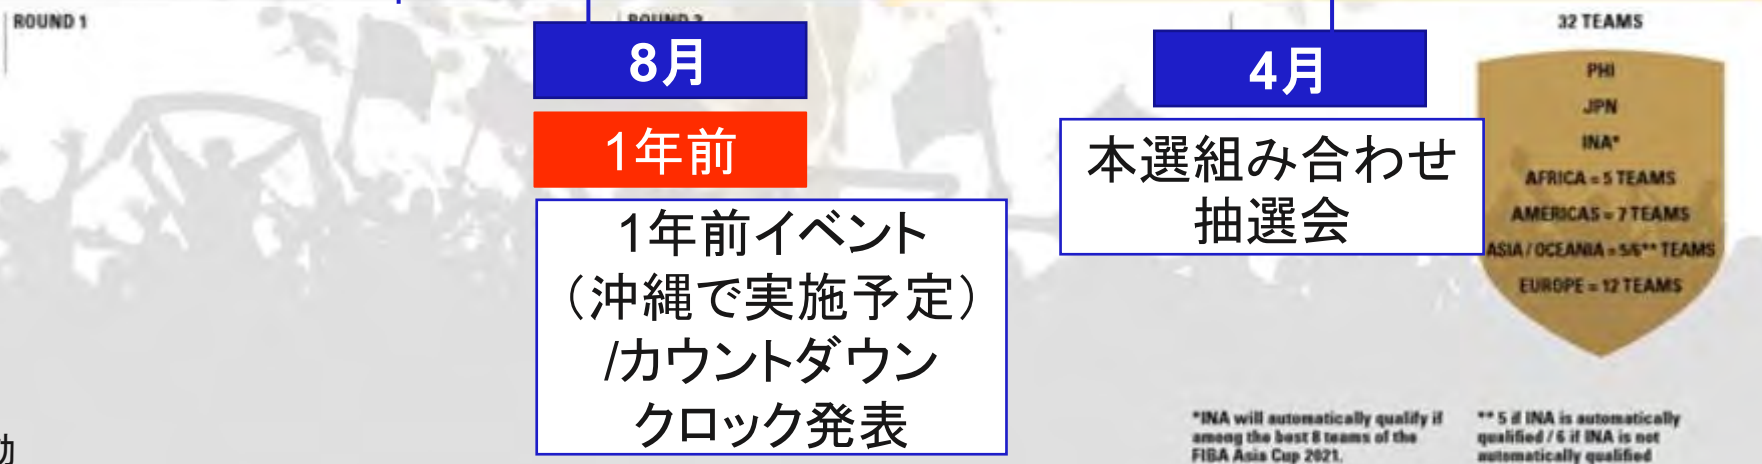 ROUND 1
ROUND 2
8月
1年前
1年前イベント
（沖縄で実施予定）
/カウントダウン
クロック発表
4月
本選組み合わせ
抽選会
32 TEAMS
PHI
JPN
INA*
AFRICA = 5 TEAMS
AMERICAS = 7 TEAMS
ASIA / OCEANIA = 5/6** TEAMS
EUROPE = 12 TEAMS
*INA will automatically qualify if
among the best 8 teams of the
FIBA Asia Cup 2021.
** 5 if INA is automatically
qualified / 6 if INA is not
automatically qualified